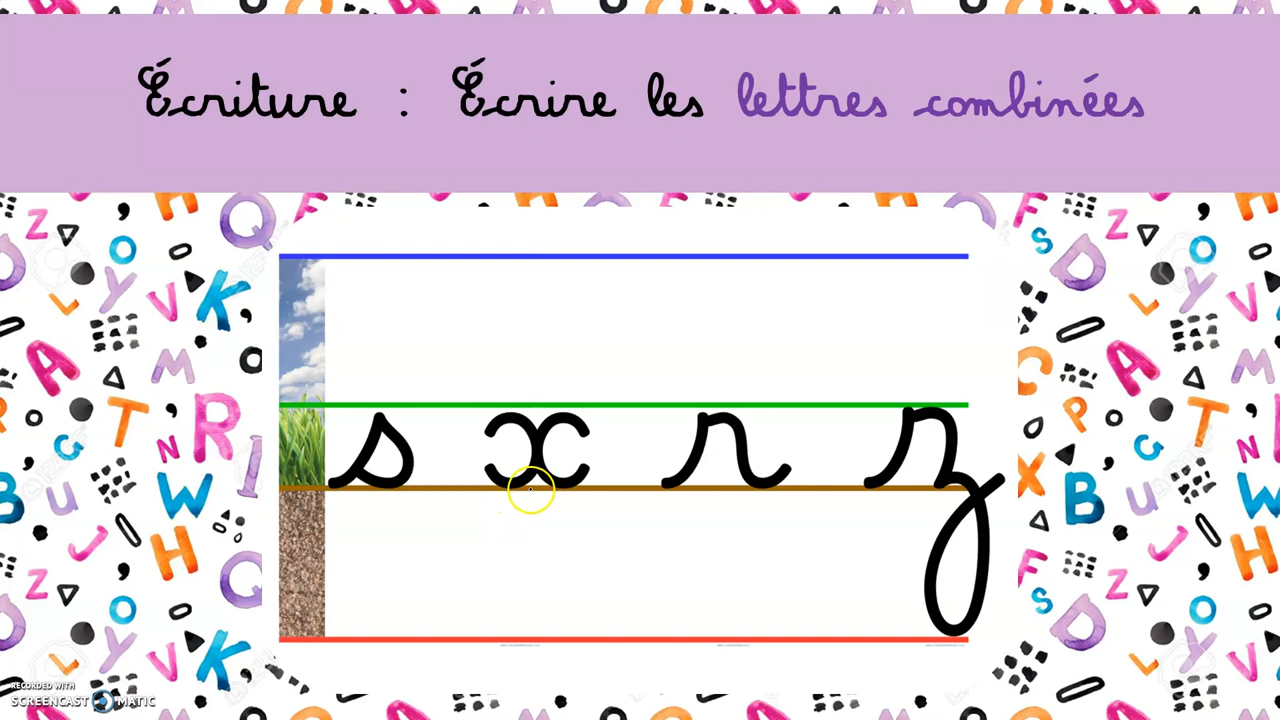 Écriture : Écrire les lettres combinées
s x r z
RECORDED WITH
SCREENCAST MATIC